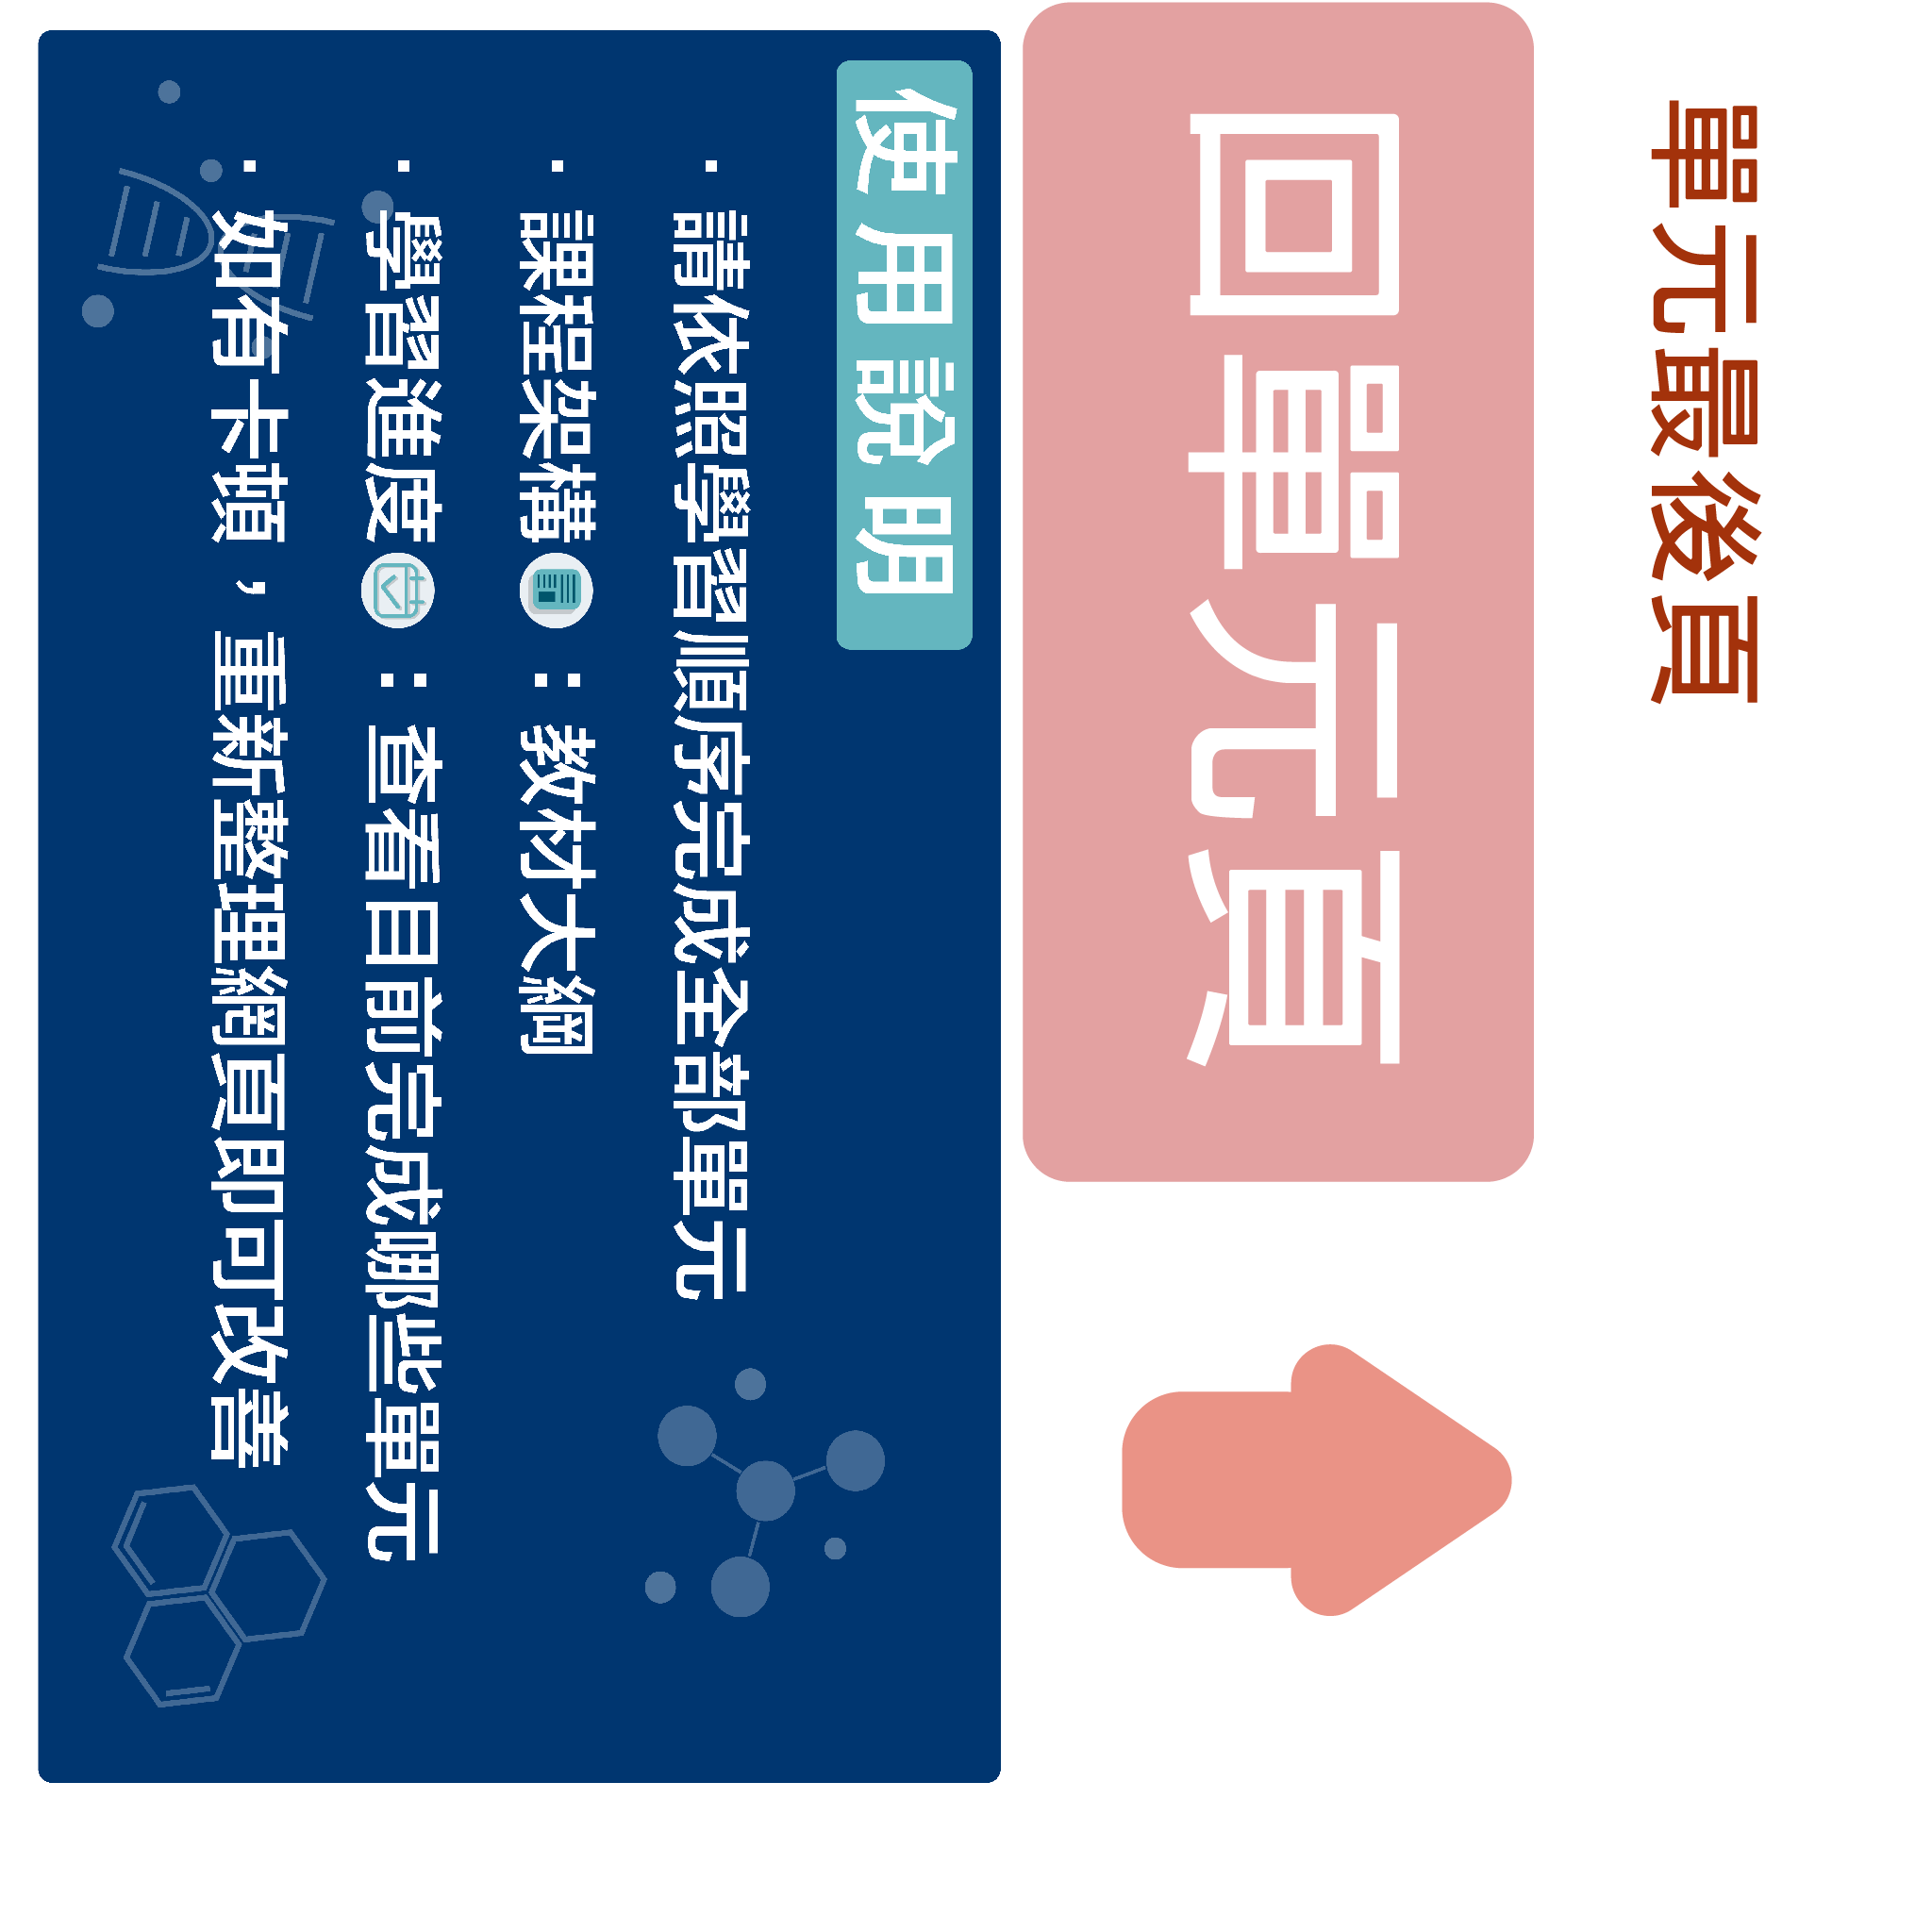 單元最後頁
回單元頁
使用說明
▪ 請依照學習順序完成全部單元
▪ 課程架構：教材大綱
▪ 學習進度：查看目前完成哪些單元
▪ 如有卡頓，重新整理網頁即可改善